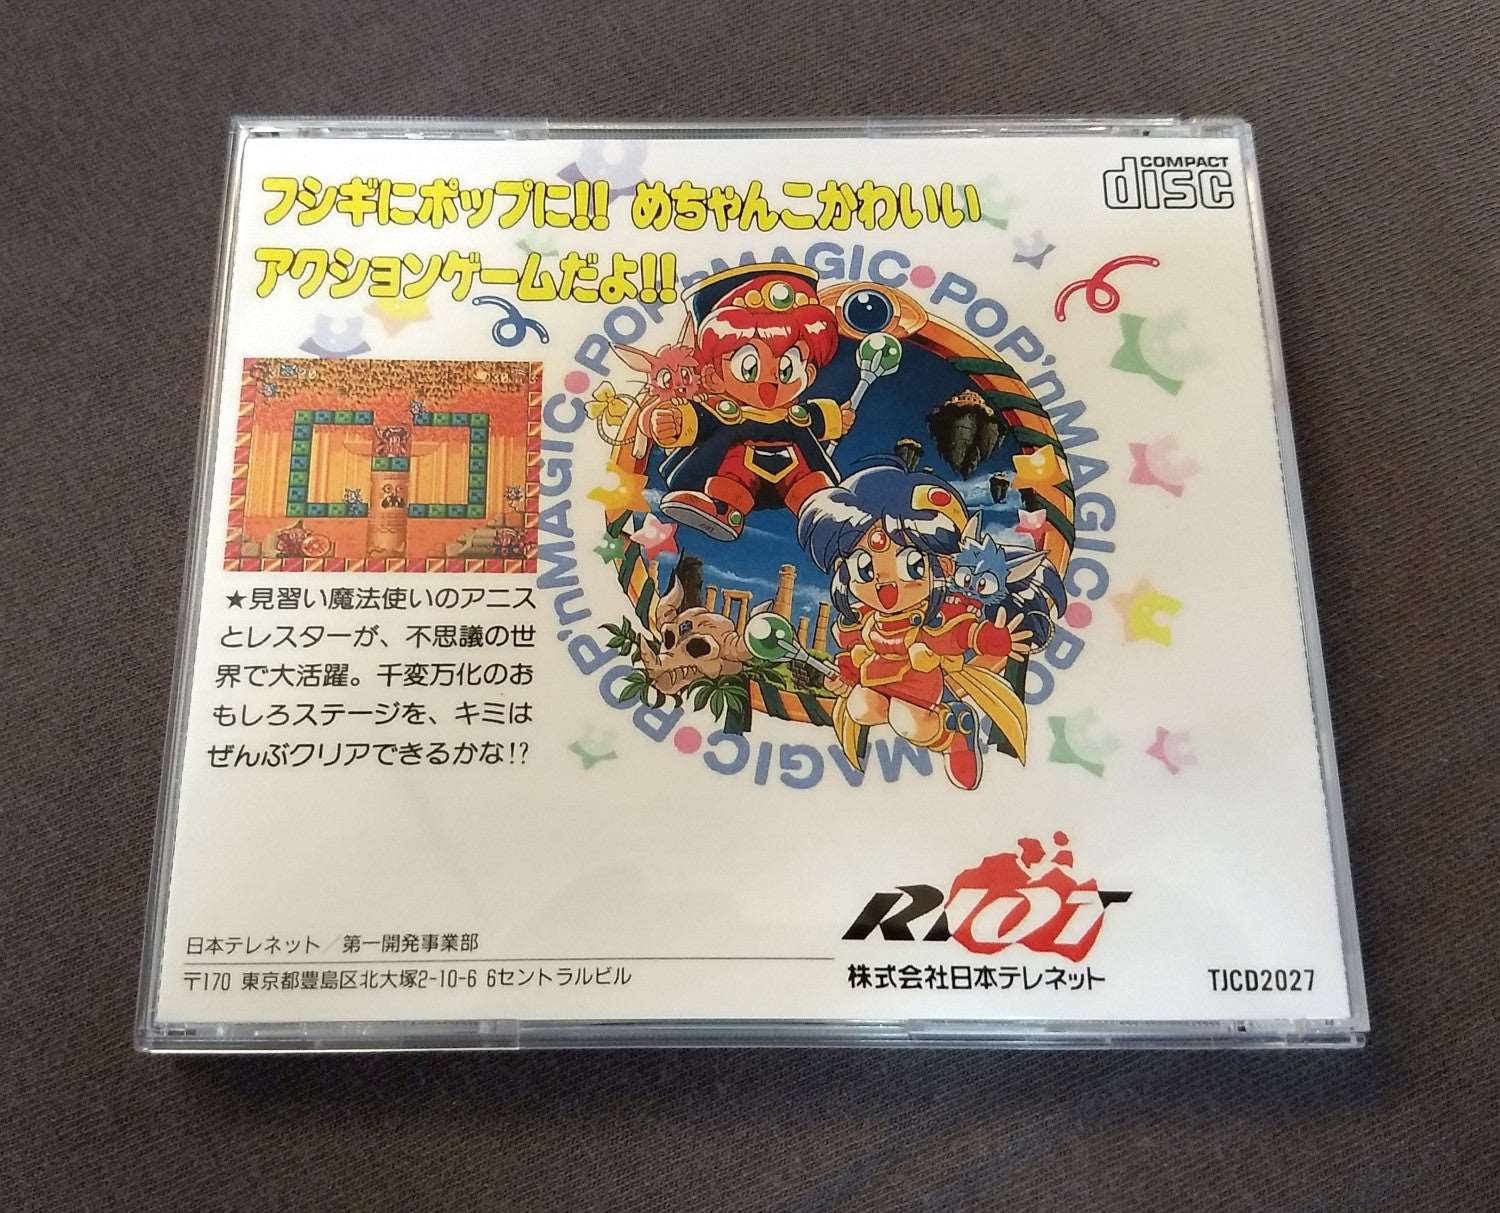 フシギにポップに!! めちゃんこかわいい
アクションゲームだよ!!
COMPACT
disc
POP'nMAGIC•POP'nMAGIC•POP'nMAGIC•POP'nMAGIC•
★見習い魔法使いのアニス
とレスターが、不思議の世
界で大活躍。千変万化のお
もしろステージを、キミは
ぜんぶクリアできるかな!?
RIOT
日本テレネット／第一開発事業部
〒170 東京都豊島区北大塚2-10-6 6セントラルビル
株式会社日本テレネット
TJCD2027